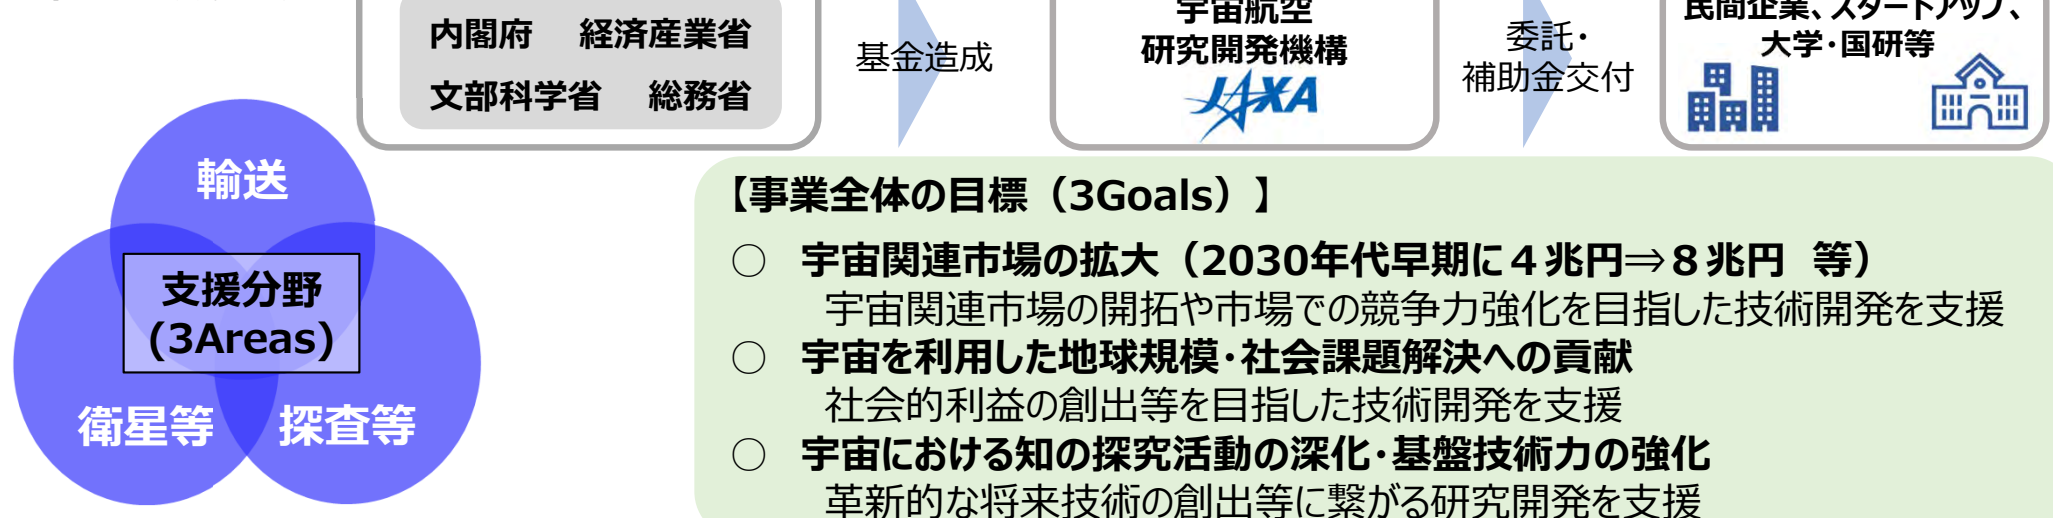 内閣府 経済産業省
文部科学省 総務省
基金造成
宇宙航空
研究開発機構
JAXA
委託・
補助金交付
民間企業、スタートアップ、
大学・国研等
輸送
支援分野
(3Areas)
衛星等 探査等
【事業全体の目標（3Goals）】
○ 宇宙関連市場の拡大（2030年代早期に４兆円⇒８兆円 等）
宇宙関連市場の開拓や市場での競争力強化を目指した技術開発を支援
○ 宇宙を利用した地球規模・社会課題解決への貢献
社会的利益の創出等を目指した技術開発を支援
○ 宇宙における知の探究活動の深化・基盤技術力の強化
革新的な将来技術の創出等に繋がる研究開発を支援